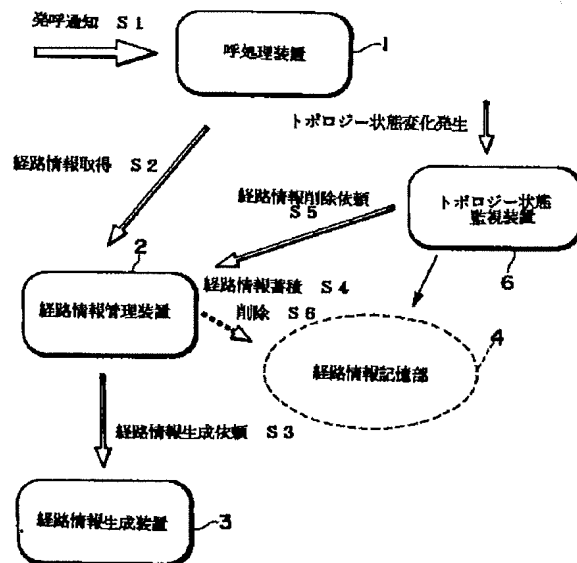 発呼通知 S1
呼処理装置
1
トポロジー状態変化発生
経路情報取得 S2
経路情報削除依頼
S5
トポロジー状態
監視装置
6
2
経路情報管理装置
経路情報蓄積 S4
削除 S6
経路情報記憶部
4
経路情報生成依頼 S3
経路情報生成装置
3